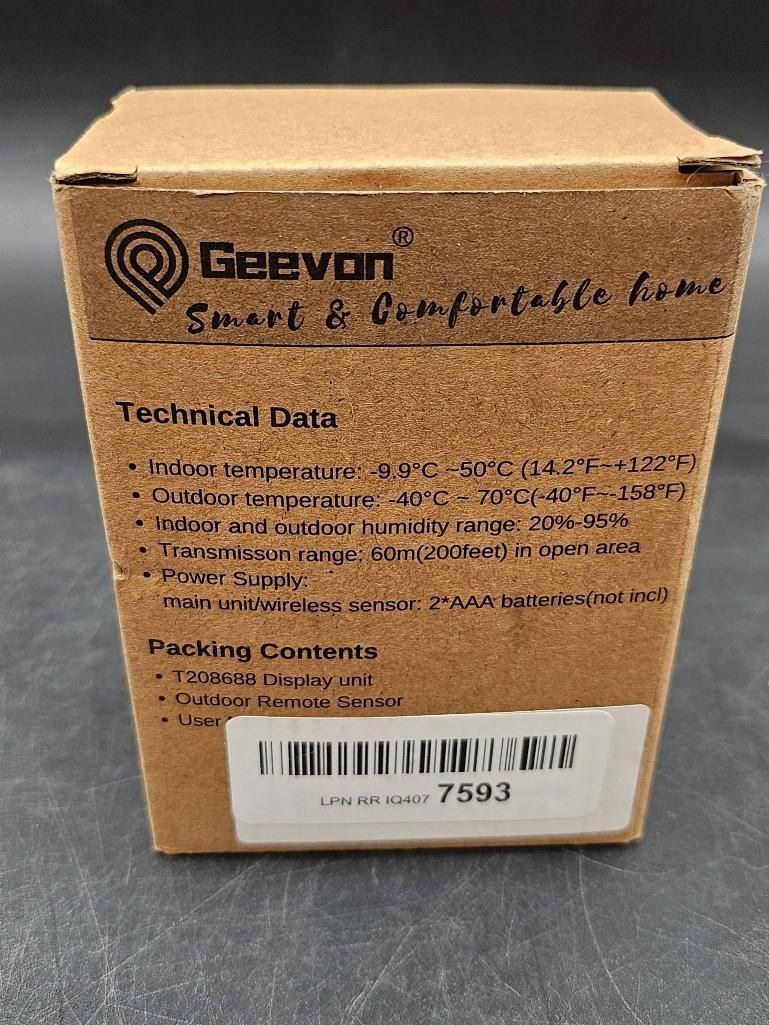 Geevon®
Smart & Comfortable home
Technical Data
• Indoor temperature: -9.9°C ~50°C (14.2°F~+122°F)
• Outdoor temperature: -40°C ~ 70°C(-40°F~-158°F)
• Indoor and outdoor humidity range: 20%-95%
• Transmisson range: 60m(200feet) in open area
• Power Supply:
main unit/wireless sensor: 2*AAA batteries(not incl)
Packing Contents
• T208688 Display unit
• Outdoor Remote Sensor
• User
LPN RR IQ407 7593